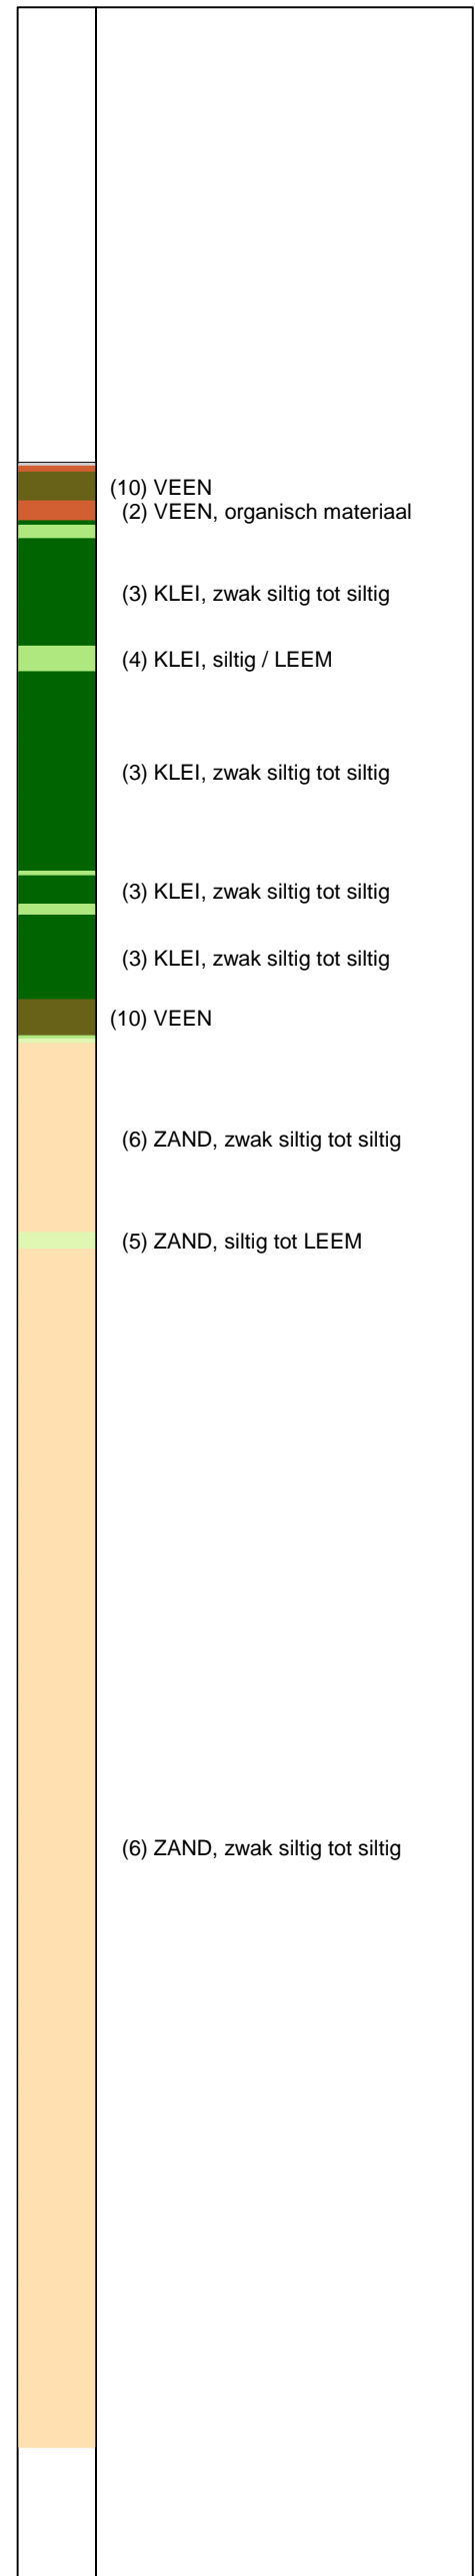 (10) VEEN
(2) VEEN, organisch materiaal
(3) KLEI, zwak siltig tot siltig
(4) KLEI, siltig / LEEM
(3) KLEI, zwak siltig tot siltig
(3) KLEI, zwak siltig tot siltig
(3) KLEI, zwak siltig tot siltig
(10) VEEN
(6) ZAND, zwak siltig tot siltig
(5) ZAND, siltig tot LEEM
(6) ZAND, zwak siltig tot siltig